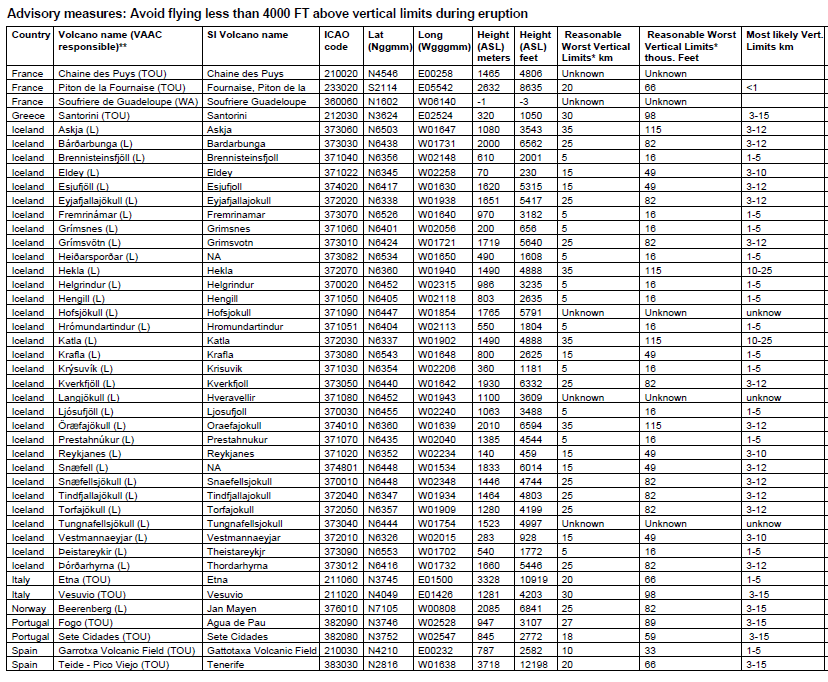 Advisory measures: Avoid flying less than 4000 FT above vertical limits during eruption
Country Volcano name (VAAC responsible)** SI Volcano name ICAO code Lat (Nggmm) Long (Wgggmm) Height (ASL) meters Height (ASL) feet Reasonable Worst Vertical Limits* km Reasonable Worst Vertical Limits* thous. Feet Most likely Vert. Limits km
France Chaine des Puys (TOU) Chaine des Puys 210020 N4546 E00258 1465 4806 Unknown Unknown
France Piton de la Fournaise (TOU) Fournaise, Piton de la 233020 S2114 E05542 2632 8635 20 66 <1
France Soufriere de Guadeloupe (WA) Soufriere Guadeloupe 360060 N1602 W06140 -1 -3 Unknown Unknown
Greece Santorini (TOU) Santorini 212030 N3624 E02524 320 1050 30 98 3-15
Iceland Askja (L) Askja 373060 N6503 W01647 1080 3543 35 115 3-12
Iceland Bárðarbunga (L) Bardarbunga 373030 N6438 W01731 2000 6562 25 82 3-12
Iceland Brennisteinsfjöll (L) Brennisteinsfjoll 371040 N6356 W02148 610 2001 5 16 1-5
Iceland Eldey (L) Eldey 371022 N6345 W02258 70 230 15 49 3-10
Iceland Esjufjöll (L) Esjufjoll 374020 N6417 W01630 1620 5315 15 49 3-12
Iceland Eyjafjallajökull (L) Eyjafjallajokull 372020 N6338 W01938 1651 5417 25 82 3-12
Iceland Fremrinámar (L) Fremrinamar 373070 N6526 W01640 970 3182 5 16 1-5
Iceland Grímsnes (L) Grimsnes 371060 N6401 W02056 200 656 5 16 1-5
Iceland Grímsvötn (L) Grimsvotn 373010 N6424 W01721 1719 5640 25 82 3-12
Iceland Heiðarsporðar (L) NA 373082 N6534 W01650 490 1608 5 16 1-5
Iceland Hekla (L) Hekla 372070 N6360 W01940 1490 4888 35 115 10-25
Iceland Helgrindur (L) Helgrindur 370020 N6452 W02315 986 3235 5 16 1-5
Iceland Hengill (L) Hengill 371050 N6405 W02118 803 2635 5 16 1-5
Iceland Hofsjökull (L) Hofsjokull 371090 N6447 W01854 1765 5791 Unknown Unknown unknow
Iceland Hrómundartindur (L) Hromundartindur 371051 N6404 W02113 550 1804 5 16 1-5
Iceland Katla (L) Katla 372030 N6337 W01902 1490 4888 35 115 10-25
Iceland Krafla (L) Krafla 373080 N6543 W01648 800 2625 15 49 1-5
Iceland Krýsuvík (L) Krisuvik 371030 N6354 W02206 360 1181 5 16 1-5
Iceland Kverkfjöll (L) Kverkfjoll 373050 N6440 W01642 1930 6332 25 82 3-12
Iceland Langjökull (L) Hveravellir 371080 N6452 W01943 1100 3609 Unknown Unknown unknow
Iceland Ljósufjöll (L) Ljosufjoll 370030 N6455 W02240 1063 3488 5 16 1-5
Iceland Öræfajökull (L) Oraefajokull 374010 N6360 W01639 2010 6594 35 115 3-12
Iceland Prestahnúkur (L) Prestahnukur 371070 N6435 W02040 1385 4544 5 16 1-5
Iceland Reykjanes (L) Reykjanes 371020 N6352 W02234 140 459 15 49 3-10
Iceland Snæfell (L) NA 374801 N6448 W01534 1833 6014 15 49 3-12
Iceland Snæfellsjökull (L) Snaefellsjokull 370010 N6448 W02348 1446 4744 25 82 3-12
Iceland Tindfjallajökull (L) Tindfjallajokull 372040 N6347 W01934 1464 4803 25 82 3-12
Iceland Torfajökull (L) Torfajokull 372050 N6357 W01909 1280 4199 25 82 3-12
Iceland Tungnafellsjökull (L) Tungnafellsjokull 373040 N6444 W01754 1523 4997 Unknown Unknown unknow
Iceland Vestmannaeyjar (L) Vestmannaeyjar 372010 N6326 W02015 283 928 15 49 3-10
Iceland Þeistareykir (L) Theistareykjr 373090 N6553 W01702 540 1772 5 16 1-5
Iceland Þórðarhyrna (L) Thordarhyrna 373012 N6416 W01732 1660 5446 25 82 3-12
Italy Etna (TOU) Etna 211060 N3745 E01500 3328 10919 20 66 1-5
Italy Vesuvio (TOU) Vesuvio 211020 N4049 E01426 1281 4203 30 98 3-15
Norway Beerenberg (L) Jan Mayen 376010 N7105 W00808 2085 6841 25 82 3-15
Portugal Fogo (TOU) Agua de Pau 382090 N3746 W02528 947 3107 27 89 3-15
Portugal Sete Cidades (TOU) Sete Cidades 382080 N3752 W02547 845 2772 18 59 3-15
Spain Garrotxa Volcanic Field (TOU) Gattotaxa Volcanic Field 210030 N4210 E00232 787 2582 10 33 1-5
Spain Teide - Pico Viejo (TOU) Tenerife 383030 N2816 W01638 3718 12198 20 66 3-15